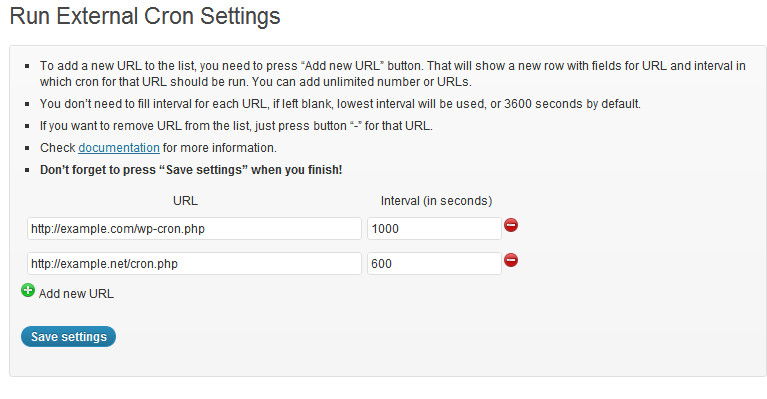 Run External Cron Settings
To add a new URL to the list, you need to press “Add new URL” button. That will show a new row with fields for URL and interval in
which cron for that URL should be run. You can add unlimited number or URLs.
You don’t need to fill interval for each URL, if left blank, lowest interval will be used, or 3600 seconds by default.
If you want to remove URL from the list, just press button “-” for that URL.
Check documentation for more information.
Don’t forget to press “Save settings” when you finish!
URL Interval (in seconds)
http://example.com/wp-cron.php 1000
http://example.net/cron.php 600
Add new URL
Save settings